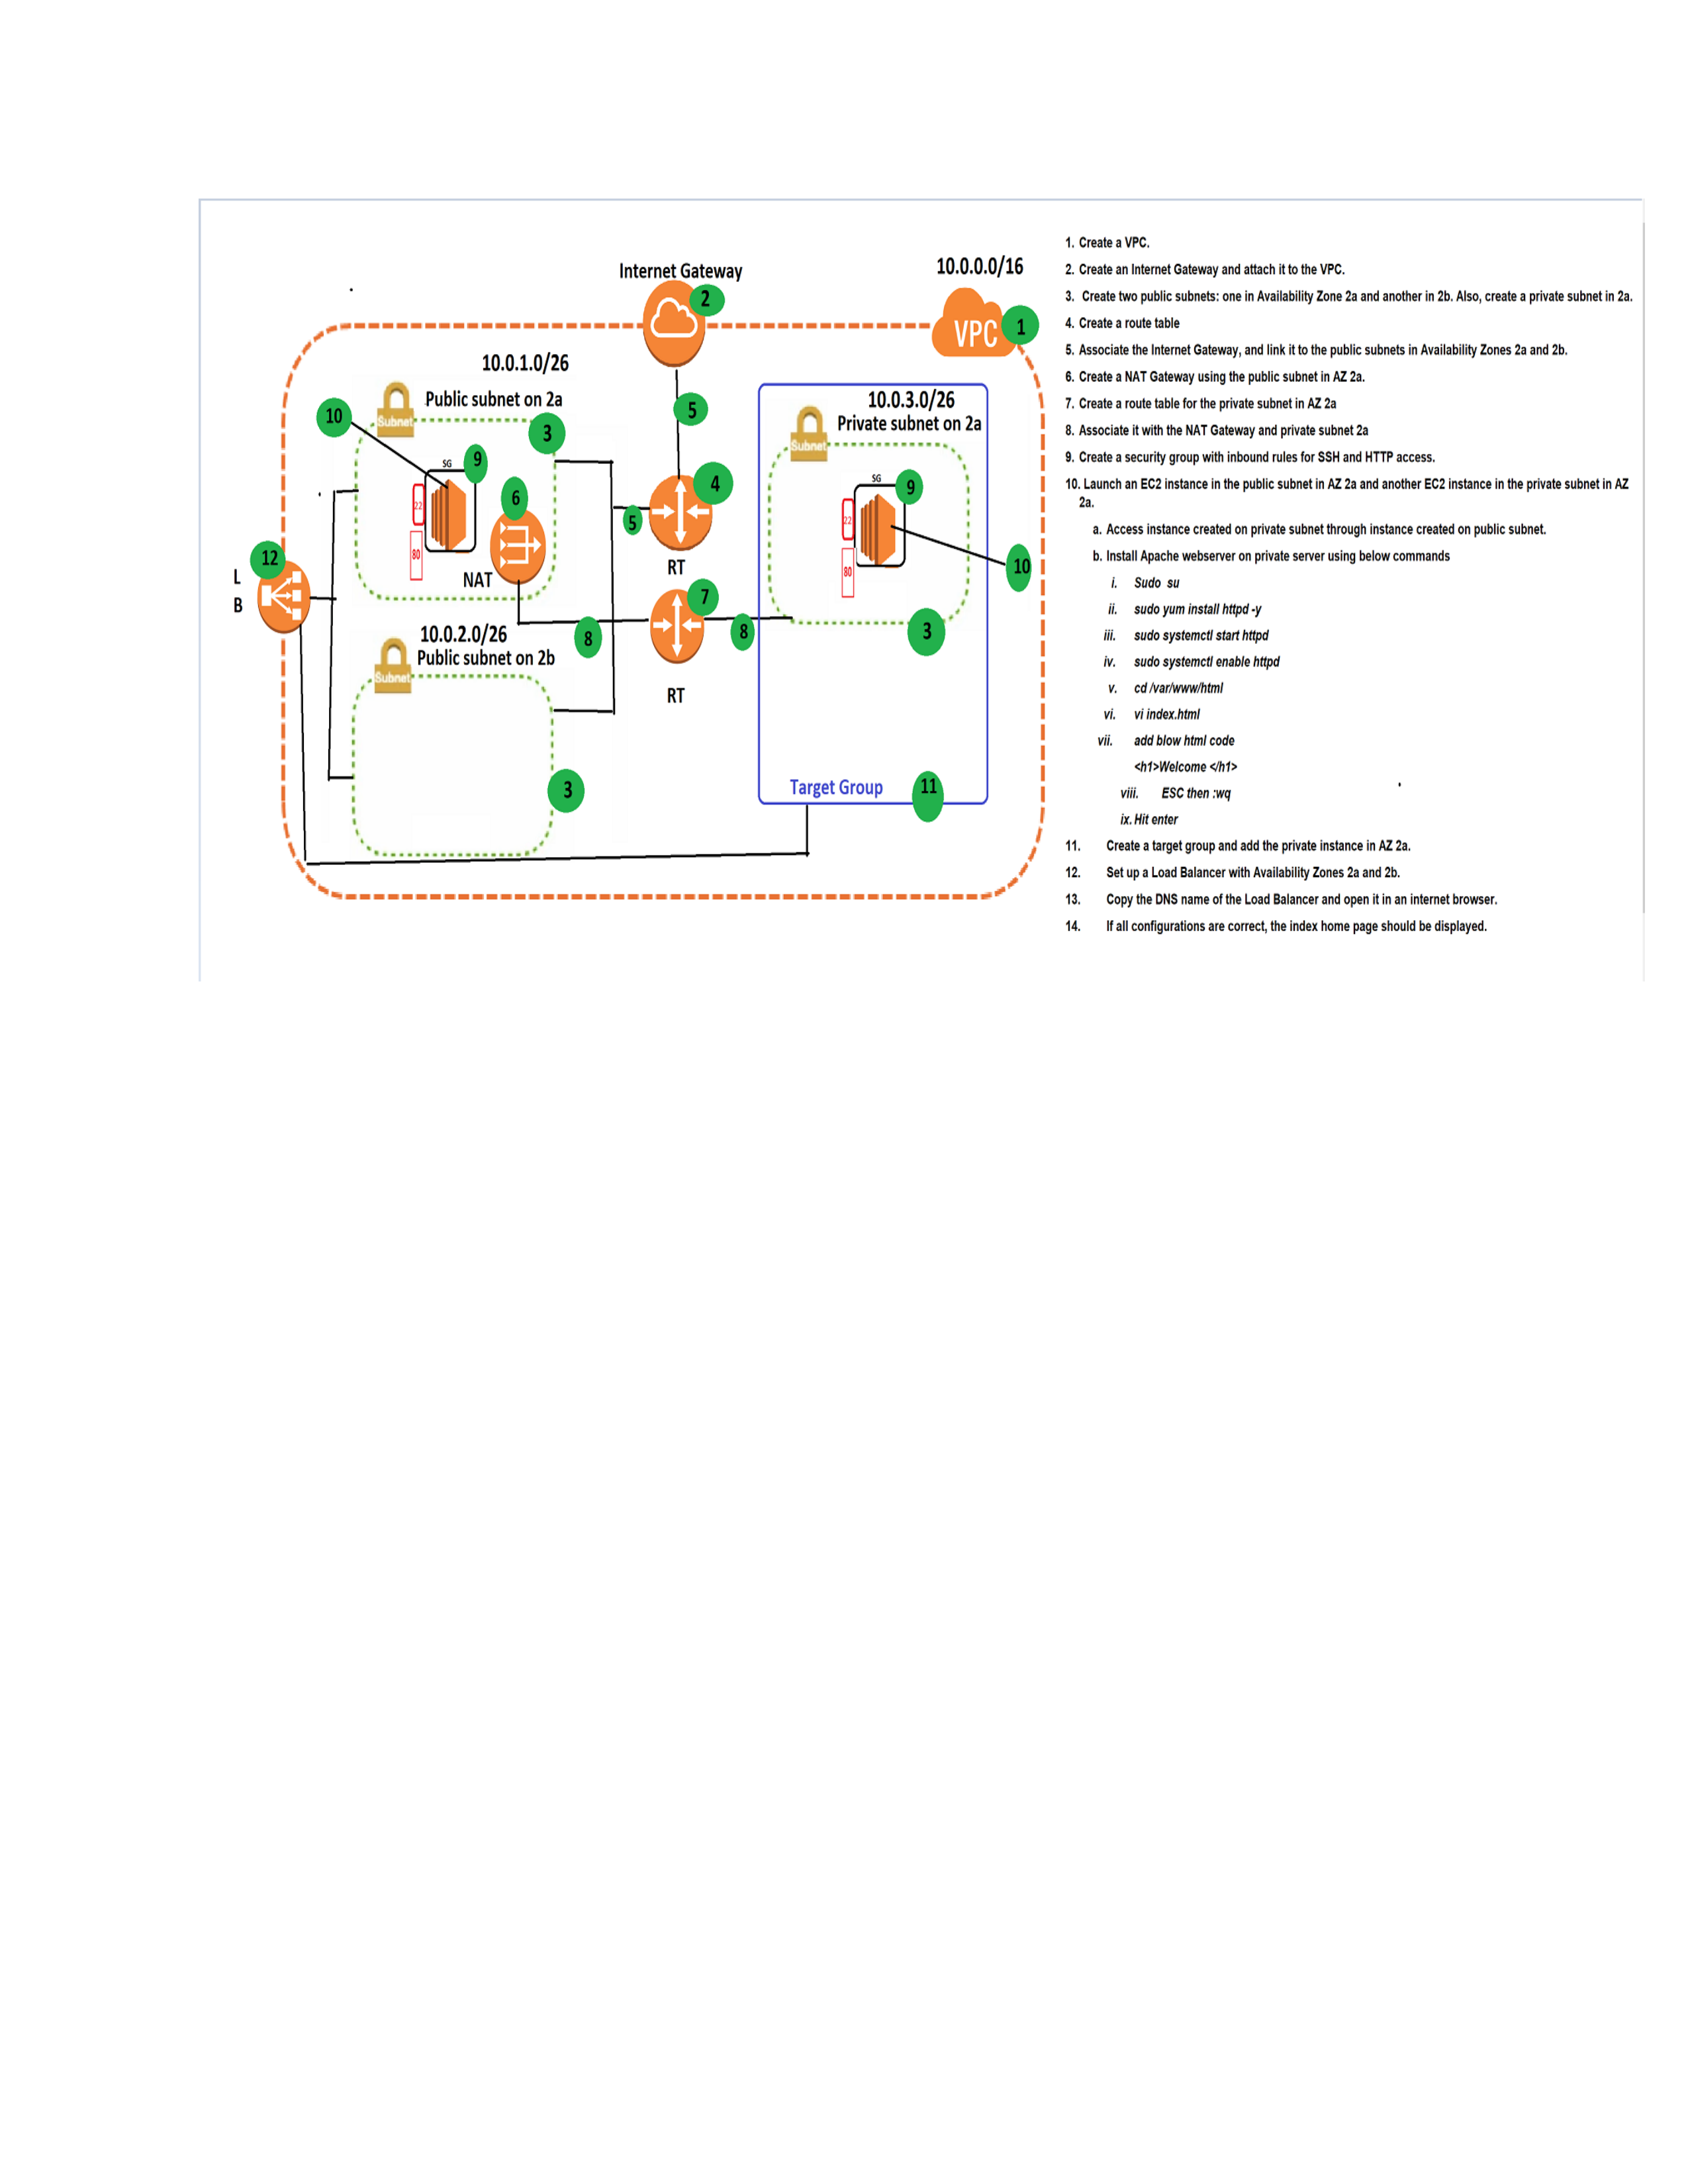 Internet Gateway
2
10.0.0.0/16
VPC
1
10.0.1.0/26
Public subnet on 2a
Subnet
10
3
SG
9
22
80
6
NAT
5
4
5
RT
7
8
8
RT
10.0.3.0/26
Private subnet on 2a
Subnet
SG
9
22
80
10
3
Target Group
11
12
L
B
10.0.2.0/26
Public subnet on 2b
Subnet
3
1. Create a VPC.
2. Create an Internet Gateway and attach it to the VPC.
3. Create two public subnets: one in Availability Zone 2a and another in 2b. Also, create a private subnet in 2a.
4. Create a route table
5. Associate the Internet Gateway, and link it to the public subnets in Availability Zones 2a and 2b.
6. Create a NAT Gateway using the public subnet in AZ 2a.
7. Create a route table for the private subnet in AZ 2a
8. Associate it with the NAT Gateway and private subnet 2a
9. Create a security group with inbound rules for SSH and HTTP access.
10. Launch an EC2 instance in the public subnet in AZ 2a and another EC2 instance in the private subnet in AZ
2a.
a. Access instance created on private subnet through instance created on public subnet.
b. Install Apache webserver on private server using below commands
i. Sudo su
ii. sudo yum install httpd -y
iii. sudo systemctl start httpd
iv. sudo systemctl enable httpd
v. cd /var/www/html
vi. vi index.html
vii. add blow html code
<h1>Welcome </h1>
viii. ESC then :wq
ix. Hit enter
11. Create a target group and add the private instance in AZ 2a.
12. Set up a Load Balancer with Availability Zones 2a and 2b.
13. Copy the DNS name of the Load Balancer and open it in an internet browser.
14. If all configurations are correct, the index home page should be displayed.